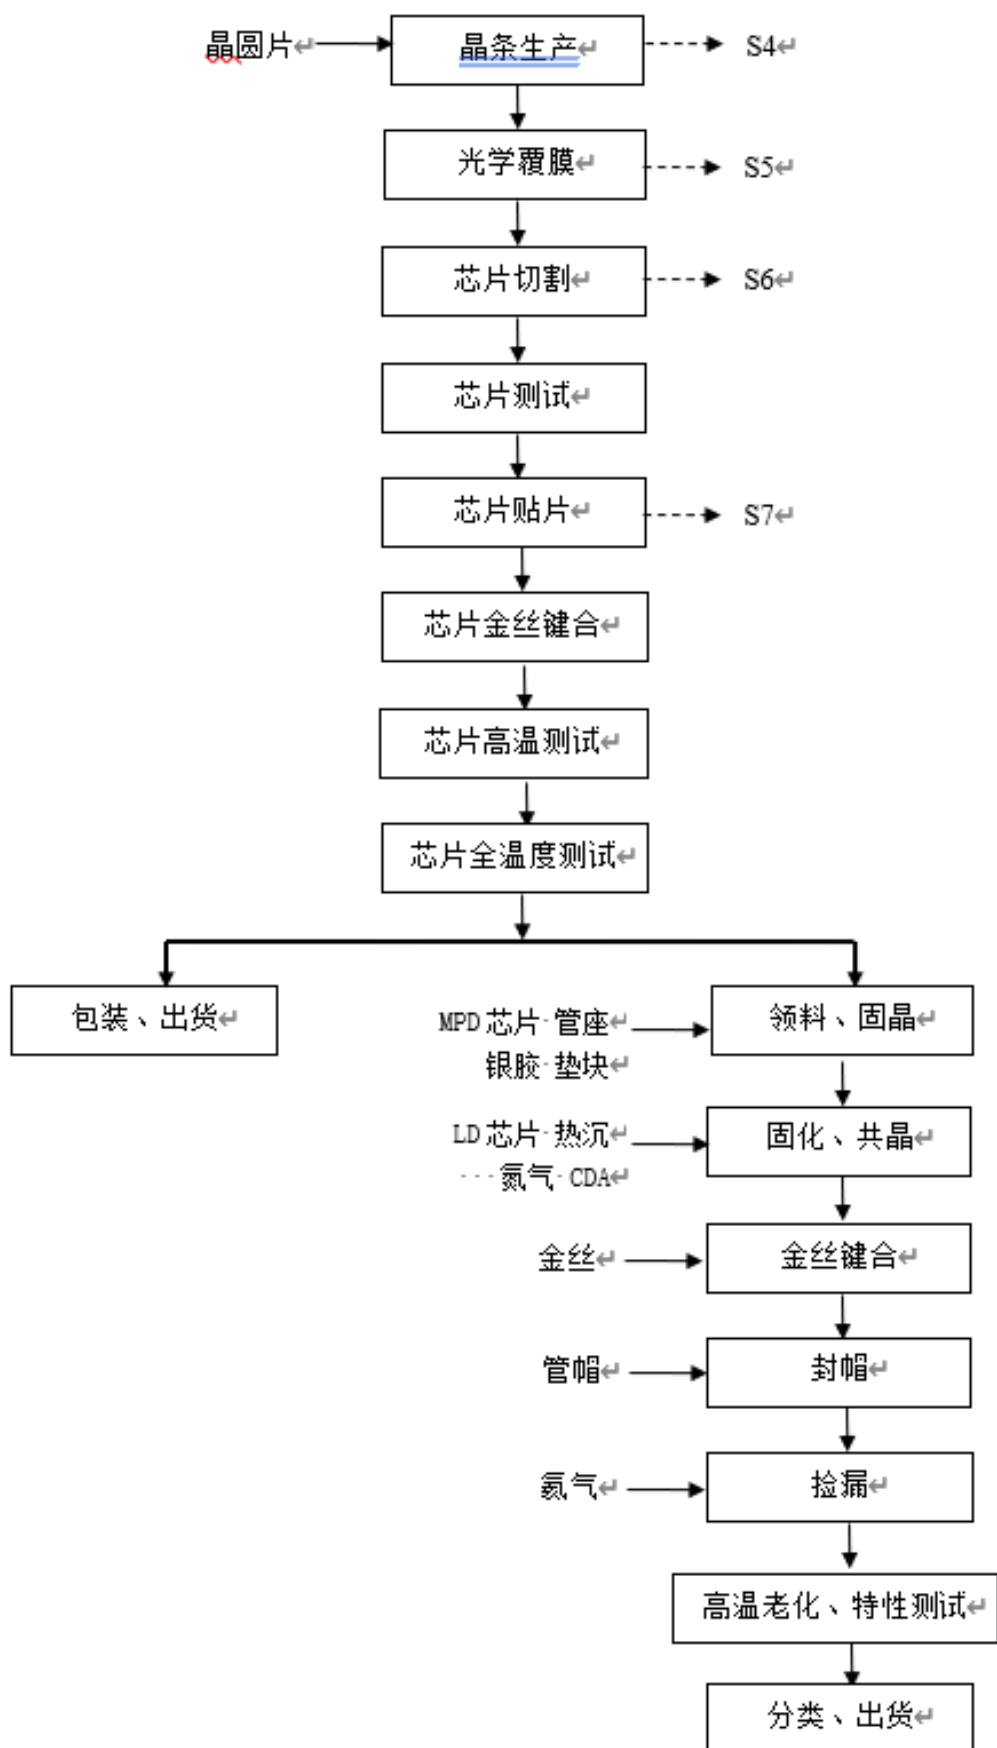 晶圆片↵
晶条生产↵
S4↵
光学覆膜↵
S5↵
芯片切割↵
S6↵
芯片测试↵
芯片贴片↵
S7↵
芯片金丝键合↵
芯片高温测试↵
芯片全温度测试↵
包装、出货↵
MPD 芯片·管座↵
银胶·垫块↵
领料、固晶↵
LD 芯片·热沉↵
···氮气·CDA↵
固化、共晶↵
金丝↵
金丝键合↵
管帽↵
封帽↵
氦气↵
捡漏↵
高温老化、特性测试↵
分类、出货↵